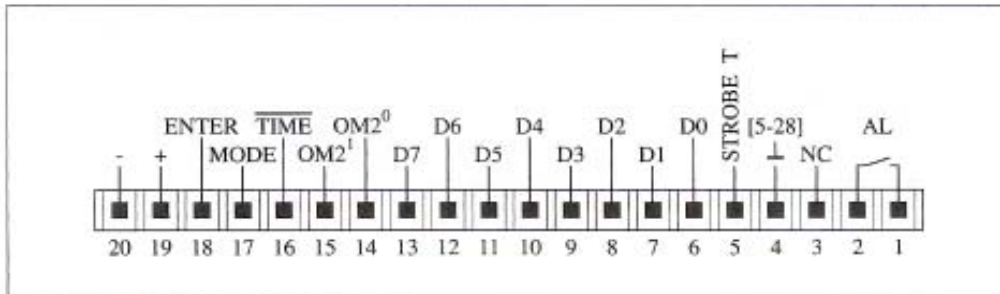 STROBE T
ENTER TIME OM2⁰ D6 D4 D2 D0 [5-28] AL
- + MODE OM2¹ D7 D5 D3 D1 ⊥ NC
20 19 18 17 16 15 14 13 12 11 10 9 8 7 6 5 4 3 2 1